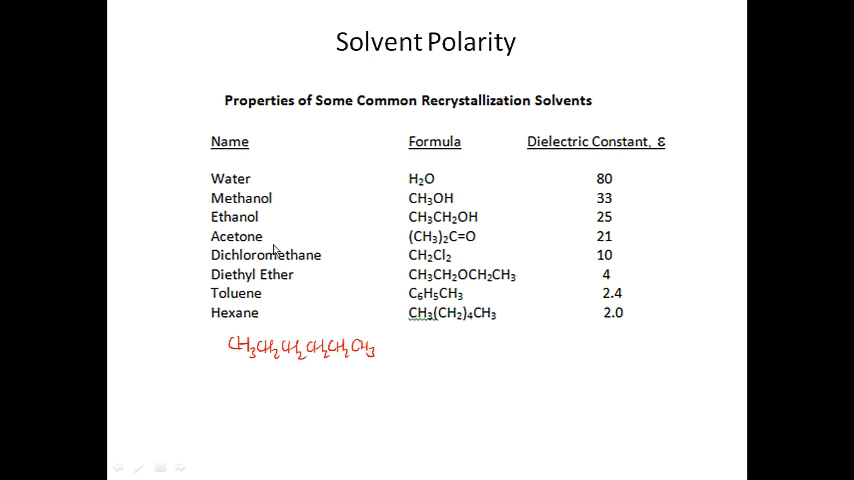 Solvent Polarity
Properties of Some Common Recrystallization Solvents
Name Formula Dielectric Constant, ε
Water H₂O 80
Methanol CH₃OH 33
Ethanol CH₃CH₂OH 25
Acetone (CH₃)₂C=O 21
Dichloromethane CH₂Cl₂ 10
Diethyl Ether CH₃CH₂OCH₂CH₃ 4
Toluene C₆H₅CH₃ 2.4
Hexane CH₃(CH₂)₄CH₃ 2.0
CH₃CH₂CH₂CH₂CH₂CH₃